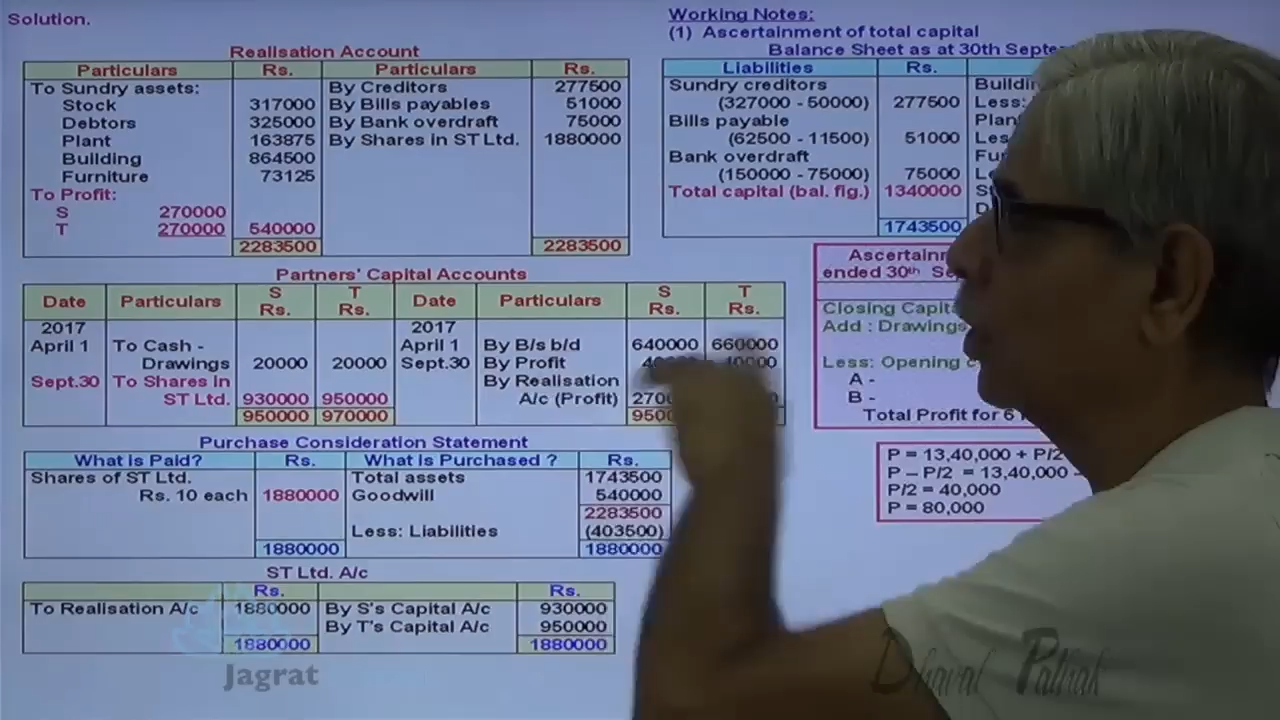 Solution.
Realisation Account
Particulars Rs. Particulars Rs.
To Sundry assets: By Creditors 277500
Stock 317000 By Bills payables 51000
Debtors 325000 By Bank overdraft 75000
Plant 163875 By Shares in ST Ltd. 1880000
Building 864500
Furniture 73125
To Profit:
S 270000
T 270000 540000
2283500 2283500
Partners' Capital Accounts
Date Particulars S Rs. T Rs. Date Particulars S Rs. T Rs.
2017 2017
April 1 To Cash - April 1 By B/s b/d 640000 660000
Drawings 20000 20000 Sept.30 By Profit
Sept.30 To Shares in By Realisation
ST Ltd. 930000 950000 A/c (Profit)
950000 970000
Purchase Consideration Statement
What is Paid? Rs. What is Purchased ? Rs.
Shares of ST Ltd. Total assets 1743500
Rs. 10 each 1880000 Goodwill 540000
2283500
Less: Liabilities (403500)
1880000 1880000
ST Ltd. A/c
Rs. Rs.
To Realisation A/c 1880000 By S's Capital A/c 930000
By T's Capital A/c 950000
1880000 1880000
Jagrat
Working Notes:
(1) Ascertainment of total capital
Balance Sheet as at 30th
Liabilities Rs.
Sundry creditors
(327000 - 50000) 277500 Less:
Bills payable
(62500 - 11500) 51000
Bank overdraft
(150000 - 75000) 75000
Total capital (bal. fig.) 1340000
1743500
ended 30th
Closing
Add : Drawings
Less: Opening
A -
B -
Total Profit for 6
P = 13,40,000 + P/2
P – P/2 = 13,40,000
P/2 = 40,000
P = 80,000
Dhaval Pathak